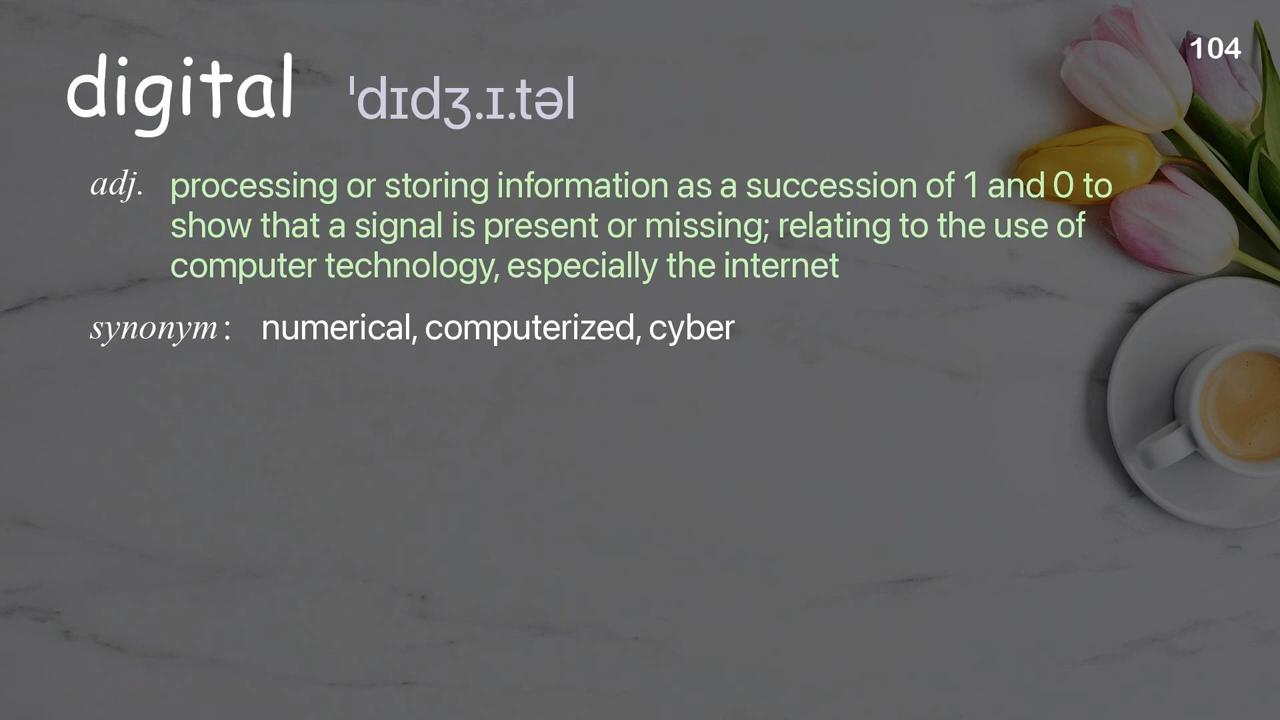 104
digital ˈdɪdʒ.ɪ.təl
adj. processing or storing information as a succession of 1 and 0 to
show that a signal is present or missing; relating to the use of
computer technology, especially the internet
synonym: numerical, computerized, cyber